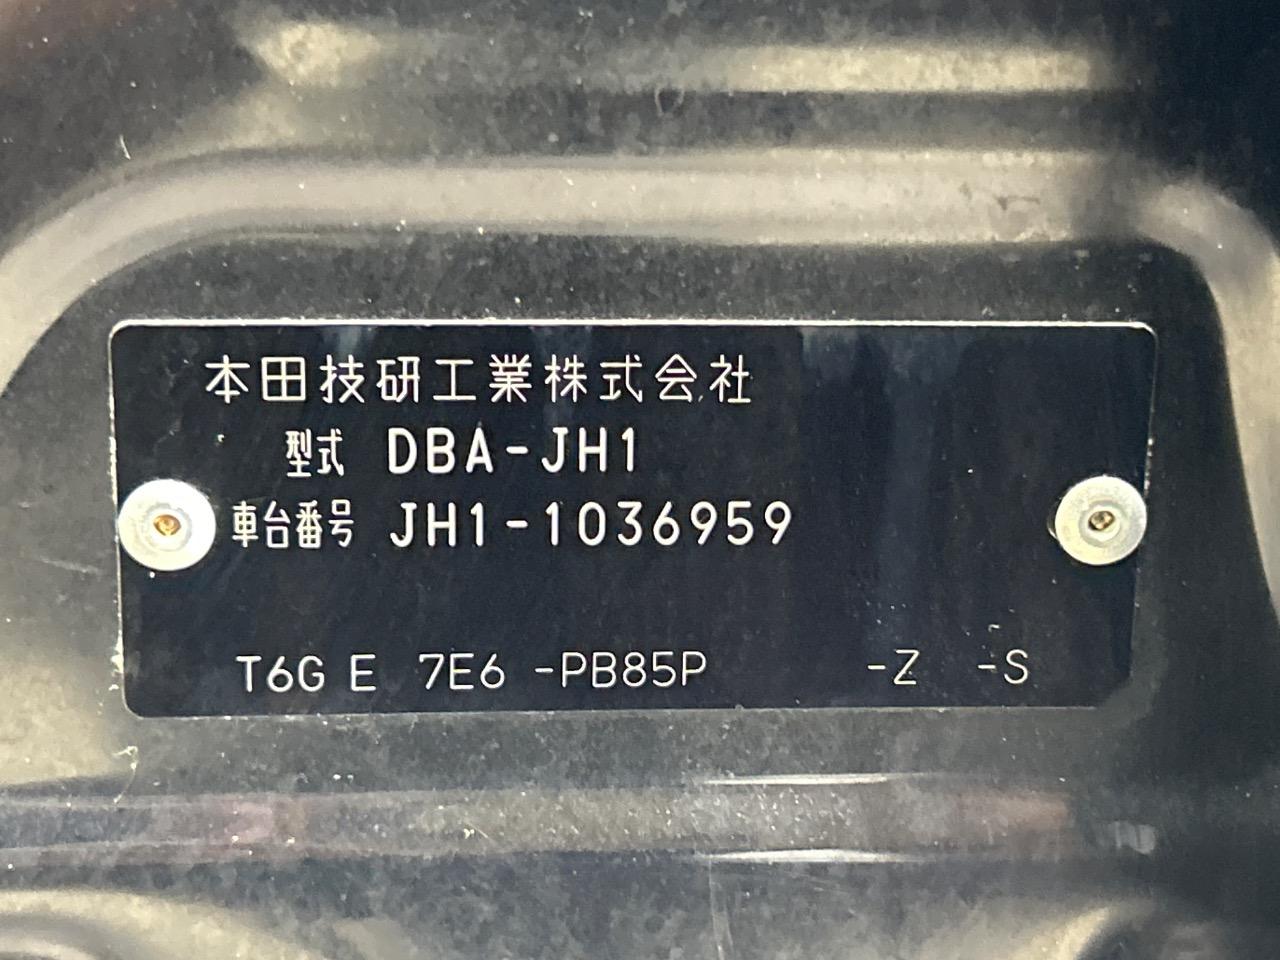 本田技研工業株式会社
型式 DBA-JH1
車台番号 JH1-1036959
T6G E 7E6 -PB85P -Z -S